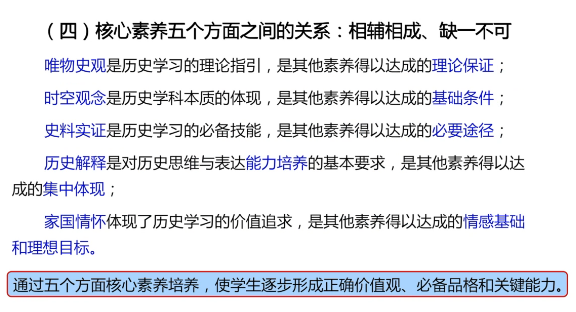 （四）核心素养五个方面之间的关系：相辅相成、缺一不可
唯物史观是历史学习的理论指引，是其他素养得以达成的理论保证；
时空观念是历史学科本质的体现，是其他素养得以达成的基础条件；
史料实证是历史学习的必备技能，是其他素养得以达成的必要途径；
历史解释是对历史思维与表达能力培养的基本要求，是其他素养得以达
成的集中体现；
家国情怀体现了历史学习的价值追求，是其他素养得以达成的情感基础
和理想目标。
通过五个方面核心素养培养，使学生逐步形成正确价值观、必备品格和关键能力。